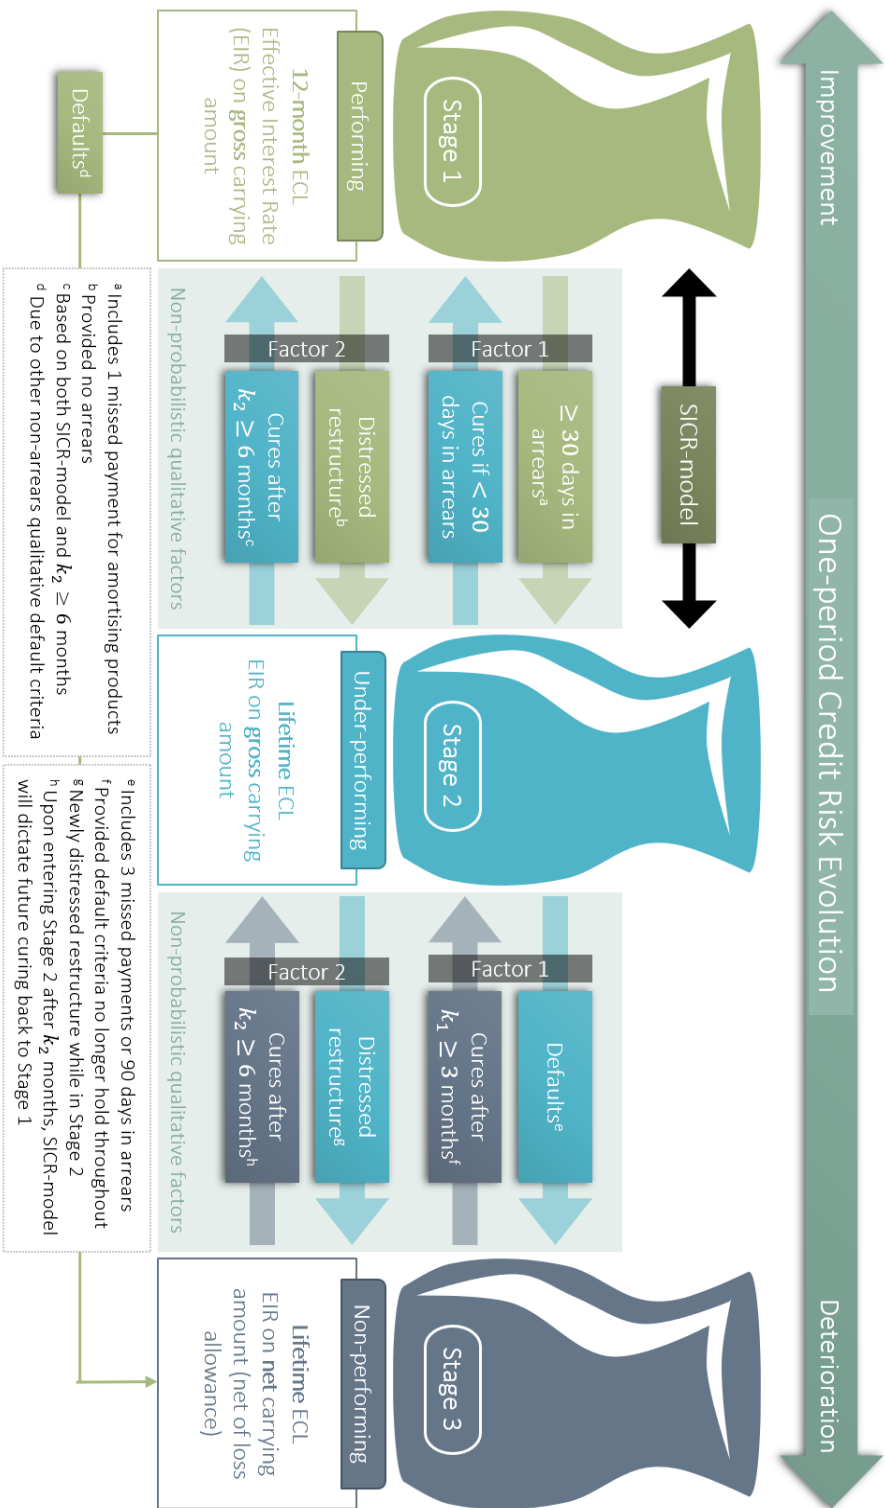 One-period Credit Risk Evolution
Improvement
Deterioration
SICR-model
Stage 1
Performing
12-month ECL
Effective Interest Rate
(EIR) on gross carrying
amount
Defaultsᵈ
Factor 1
≥ 30 days in
arrearsᵃ
Cures if < 30
days in arrears
Factor 2
Distressed
restructureᵇ
Cures after
k₂ ≥ 6 monthsᶜ
Non-probabilistic qualitative factors
Stage 2
Under-performing
Lifetime ECL
EIR on gross carrying
amount
Factor 1
Defaultsᵉ
Cures after
k₁ ≥ 3 monthsᶠ
Factor 2
Distressed
restructureᵍ
Cures after
k₂ ≥ 6 monthsʰ
Non-probabilistic qualitative factors
Stage 3
Non-performing
Lifetime ECL
EIR on net carrying
amount (net of loss
allowance)
ᵃ Includes 1 missed payment for amortising products
ᵇ Provided no arrears
ᶜ Based on both SICR-model and k₂ ≥ 6 months
ᵈ Due to other non-arrears qualitative default criteria
ᵉ Includes 3 missed payments or 90 days in arrears
ᶠ Provided default criteria no longer hold throughout
ᵍ Newly distressed restructure while in Stage 2
ʰ Upon entering Stage 2 after k₂ months, SICR-model
will dictate future curing back to Stage 1